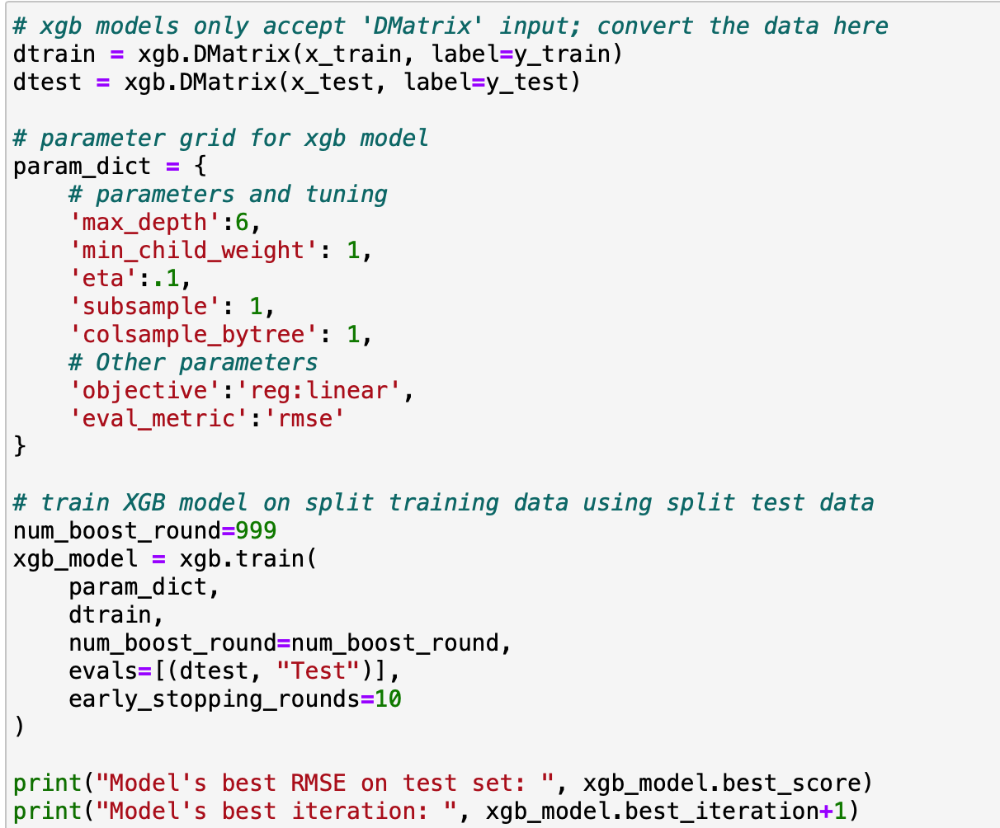 # xgb models only accept 'DMatrix' input; convert the data here
dtrain = xgb.DMatrix(x_train, label=y_train)
dtest = xgb.DMatrix(x_test, label=y_test)

# parameter grid for xgb model
param_dict = {
    # parameters and tuning
    'max_depth':6,
    'min_child_weight': 1,
    'eta':.1,
    'subsample': 1,
    'colsample_bytree': 1,
    # Other parameters
    'objective':'reg:linear',
    'eval_metric':'rmse'
}

# train XGB model on split training data using split test data
num_boost_round=999
xgb_model = xgb.train(
    param_dict,
    dtrain,
    num_boost_round=num_boost_round,
    evals=[(dtest, "Test")],
    early_stopping_rounds=10
)

print("Model's best RMSE on test set: ", xgb_model.best_score)
print("Model's best iteration: ", xgb_model.best_iteration+1)